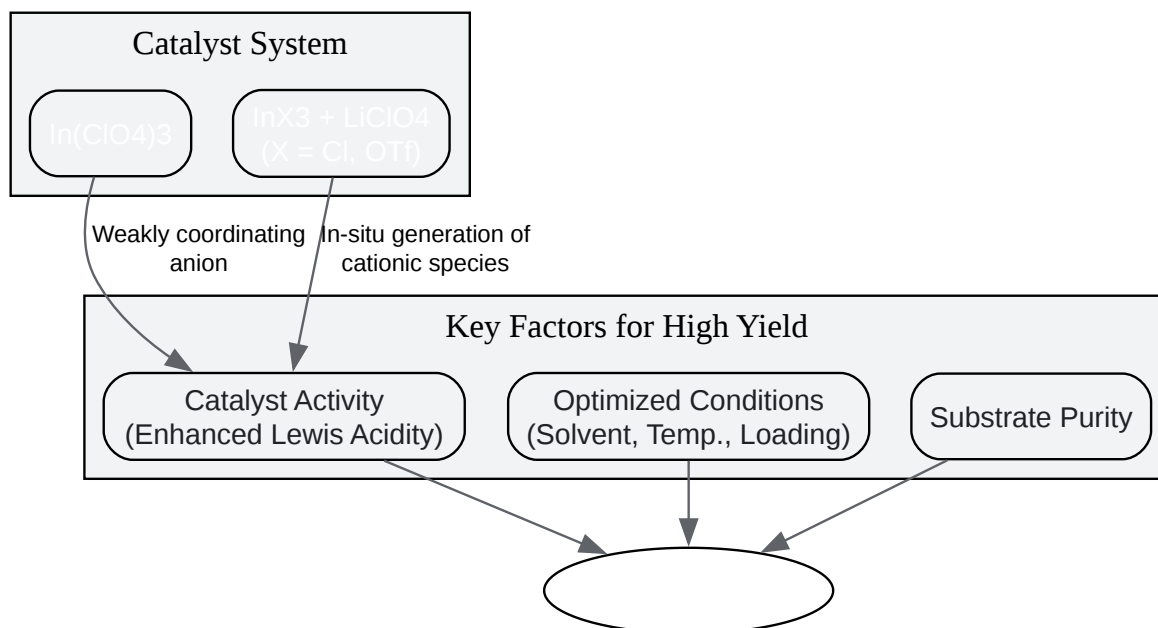 Catalyst System
In(ClO4)3
InX3 + LiClO4
(X = Cl, OTf)
Weakly coordinating
anion
In-situ generation of
cationic species
Key Factors for High Yield
Catalyst Activity
(Enhanced Lewis Acidity)
Optimized Conditions
(Solvent, Temp., Loading)
Substrate Purity